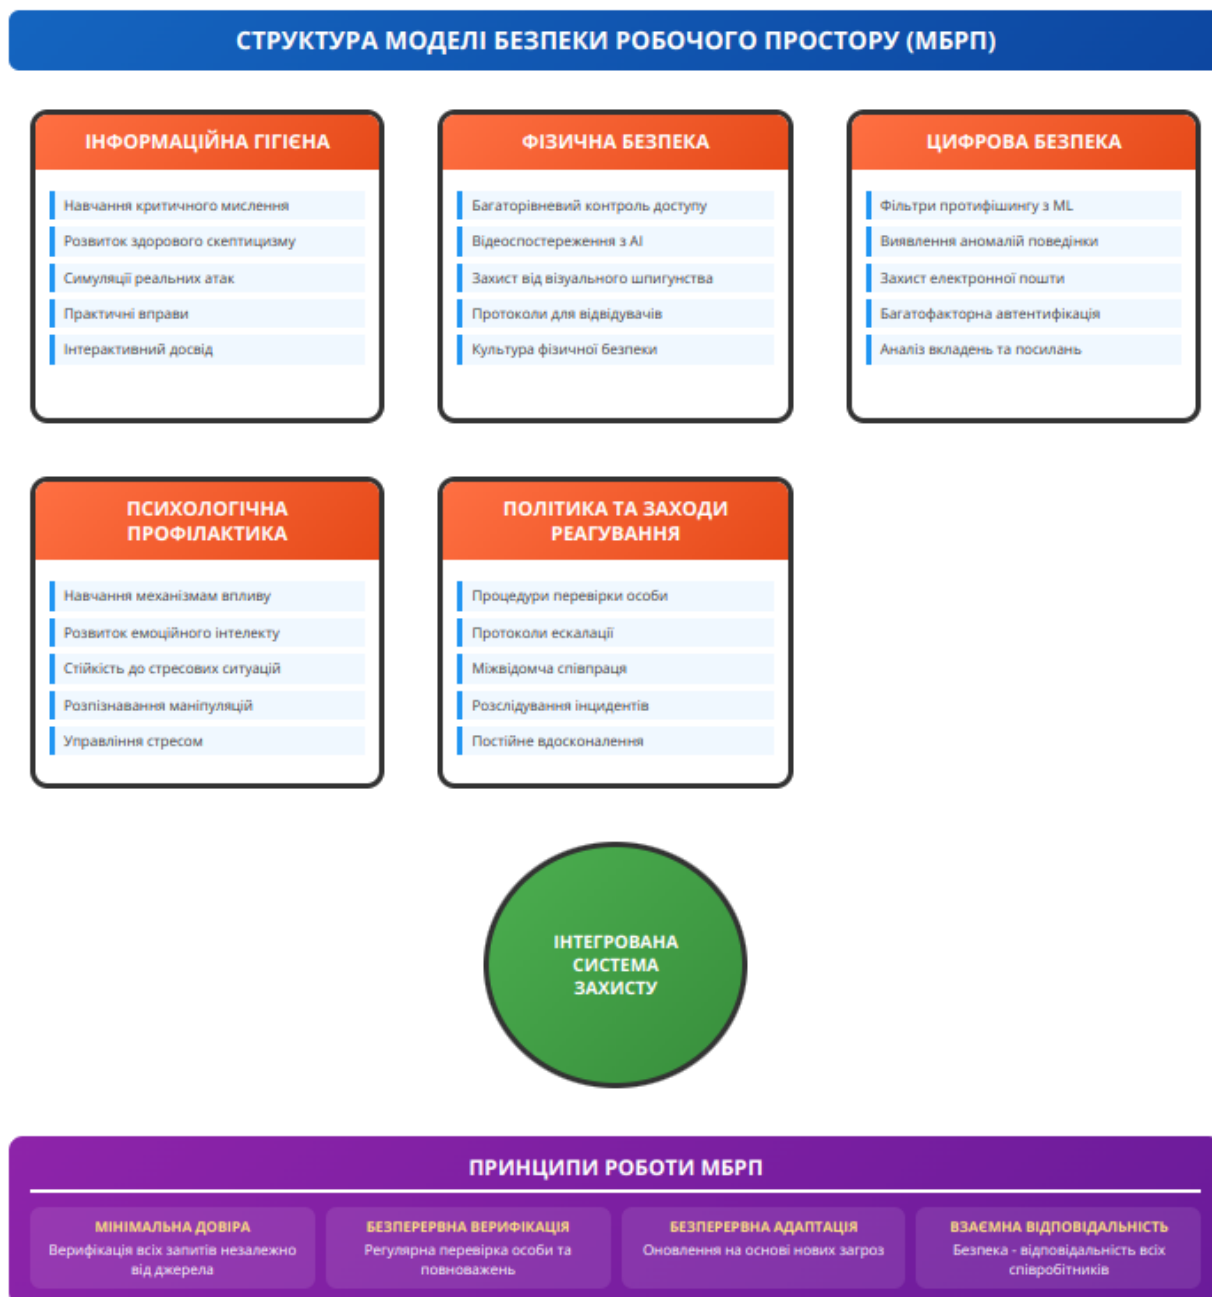 СТРУКТУРА МОДЕЛІ БЕЗПЕКИ РОБОЧОГО ПРОСТОРУ (МБРП)
ІНФОРМАЦІЙНА ГІГІЄНА
Навчання критичного мислення
Розвиток здорового скептицизму
Симуляції реальних атак
Практичні вправи
Інтерактивний досвід
ФІЗИЧНА БЕЗПЕКА
Багаторівневий контроль доступу
Відеоспостереження з AI
Захист від візуального шпигунства
Протоколи для відвідувачів
Культура фізичної безпеки
ЦИФРОВА БЕЗПЕКА
Фільтри протифішингу з ML
Виявлення аномалій поведінки
Захист електронної пошти
Багатофакторна автентифікація
Аналіз вкладень та посилань
ПСИХОЛОГІЧНА
ПРОФІЛАКТИКА
Навчання механізмам впливу
Розвиток емоційного інтелекту
Стійкість до стресових ситуацій
Розпізнавання маніпуляцій
Управління стресом
ПОЛІТИКА ТА ЗАХОДИ
РЕАГУВАННЯ
Процедури перевірки особи
Протоколи ескалації
Міжвідомча співпраця
Розслідування інцидентів
Постійне вдосконалення
ІНТЕГРОВАНА
СИСТЕМА
ЗАХИСТУ
ПРИНЦИПИ РОБОТИ МБРП
МІНІМАЛЬНА ДОВІРА
Верифікація всіх запитів незалежно
від джерела
БЕЗПЕРЕРВНА ВЕРИФІКАЦІЯ
Регулярна перевірка особи та
повноважень
БЕЗПЕРЕРВНА АДАПТАЦІЯ
Оновлення на основі нових загроз
ВЗАЄМНА ВІДПОВІДАЛЬНІСТЬ
Безпека - відповідальність всіх
співробітників